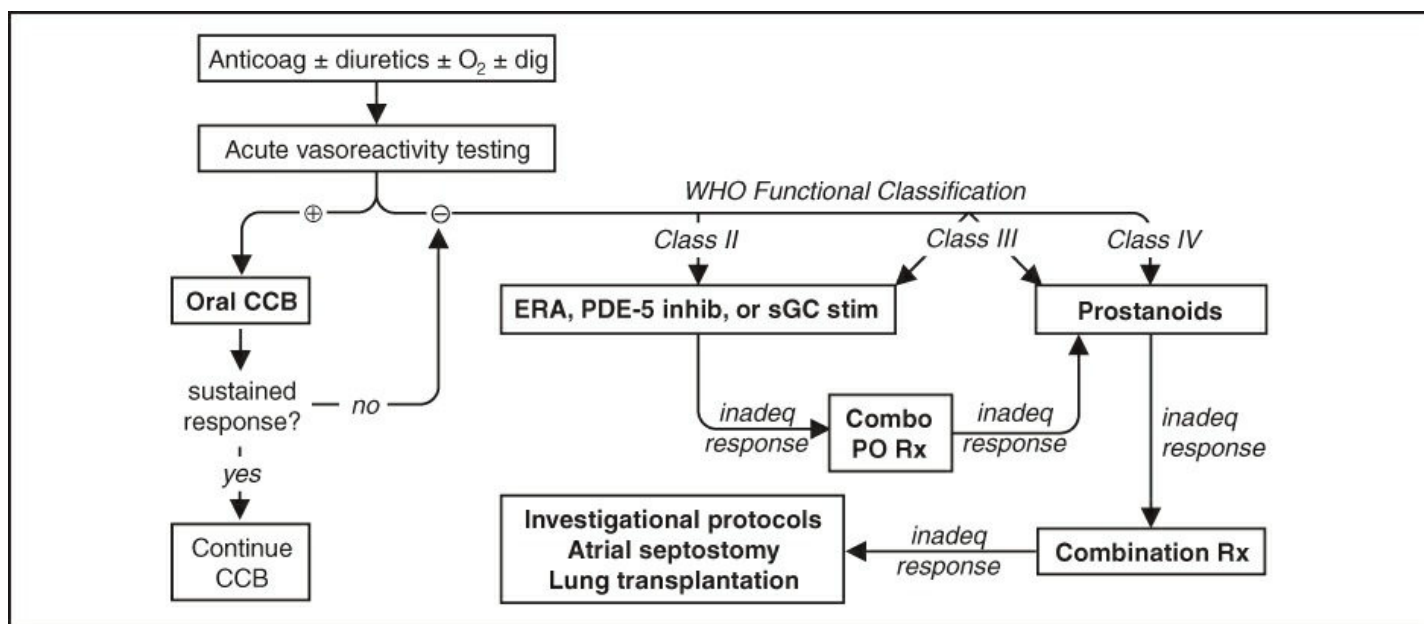 Anticoag ± diuretics ± O₂ ± dig
Acute vasoreactivity testing
WHO Functional Classification
⊕
⊖
Class II
Class III
Class IV
Oral CCB
ERA, PDE-5 inhib, or sGC stim
Prostanoids
sustained
response?
no
yes
Continue
CCB
inadeq
response
Combo
PO Rx
inadeq
response
inadeq
response
Combination Rx
inadeq
response
Investigational protocols
Atrial septostomy
Lung transplantation